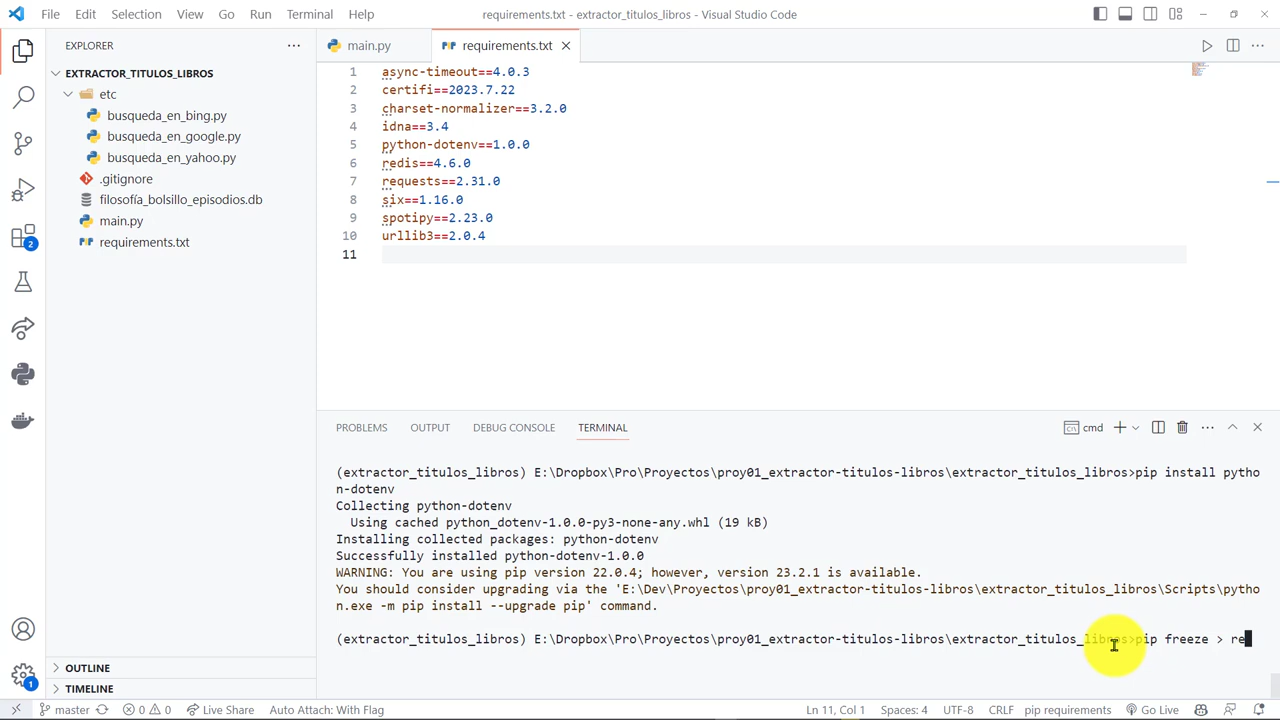 File Edit Selection View Go Run Terminal Help
requirements.txt - extractor_titulos_libros - Visual Studio Code
EXPLORER
main.py
requirements.txt
EXTRACTOR_TITULOS_LIBROS
etc
busqueda_en_bing.py
busqueda_en_google.py
busqueda_en_yahoo.py
.gitignore
filosofía_bolsillo_episodios.db
main.py
requirements.txt
2
1 async-timeout==4.0.3
2 certifi==2023.7.22
3 charset-normalizer==3.2.0
4 idna==3.4
5 python-dotenv==1.0.0
6 redis==4.6.0
7 requests==2.31.0
8 six==1.16.0
9 spotipy==2.23.0
10 urllib3==2.0.4
11
PROBLEMS OUTPUT DEBUG CONSOLE TERMINAL
cmd
(extractor_titulos_libros) E:\Dropbox\Pro\Proyectos\proy01_extractor-titulos-libros\extractor_titulos_libros>pip install pytho
n-dotenv
Collecting python-dotenv
Using cached python_dotenv-1.0.0-py3-none-any.whl (19 kB)
Installing collected packages: python-dotenv
Successfully installed python-dotenv-1.0.0
WARNING: You are using pip version 22.0.4; however, version 23.2.1 is available.
You should consider upgrading via the 'E:\Dev\Proyectos\proy01_extractor-titulos-libros\extractor_titulos_libros\Scripts\pytho
n.exe -m pip install --upgrade pip' command.
(extractor_titulos_libros) E:\Dropbox\Pro\Proyectos\proy01_extractor-titulos-libros\extractor_titulos_libros>pip freeze > re
OUTLINE
TIMELINE
1
master 0 0 Live Share Auto Attach: With Flag
Ln 11, Col 1 Spaces: 4 UTF-8 CRLF pip requirements Go Live